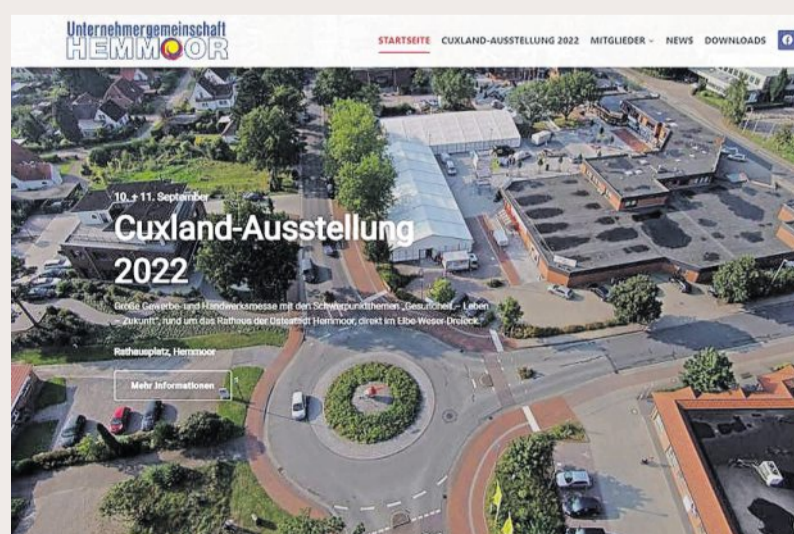 Unternehmergemeinschaft
HEMMOOR
STARTSEITE CUXLAND-AUSSTELLUNG 2022 MITGLIEDER NEWS DOWNLOADS
10. + 11. September
Cuxland-Ausstellung
2022
Große Gewerbe- und Handwerksmesse mit den Schwerpunktthemen „Gesundheit – Leben
– Zukunft“, rund um das Rathaus der Ostestadt Hemmoor, direkt im Elbe-Weser-Dreieck.
Rathausplatz, Hemmoor
Mehr Informationen